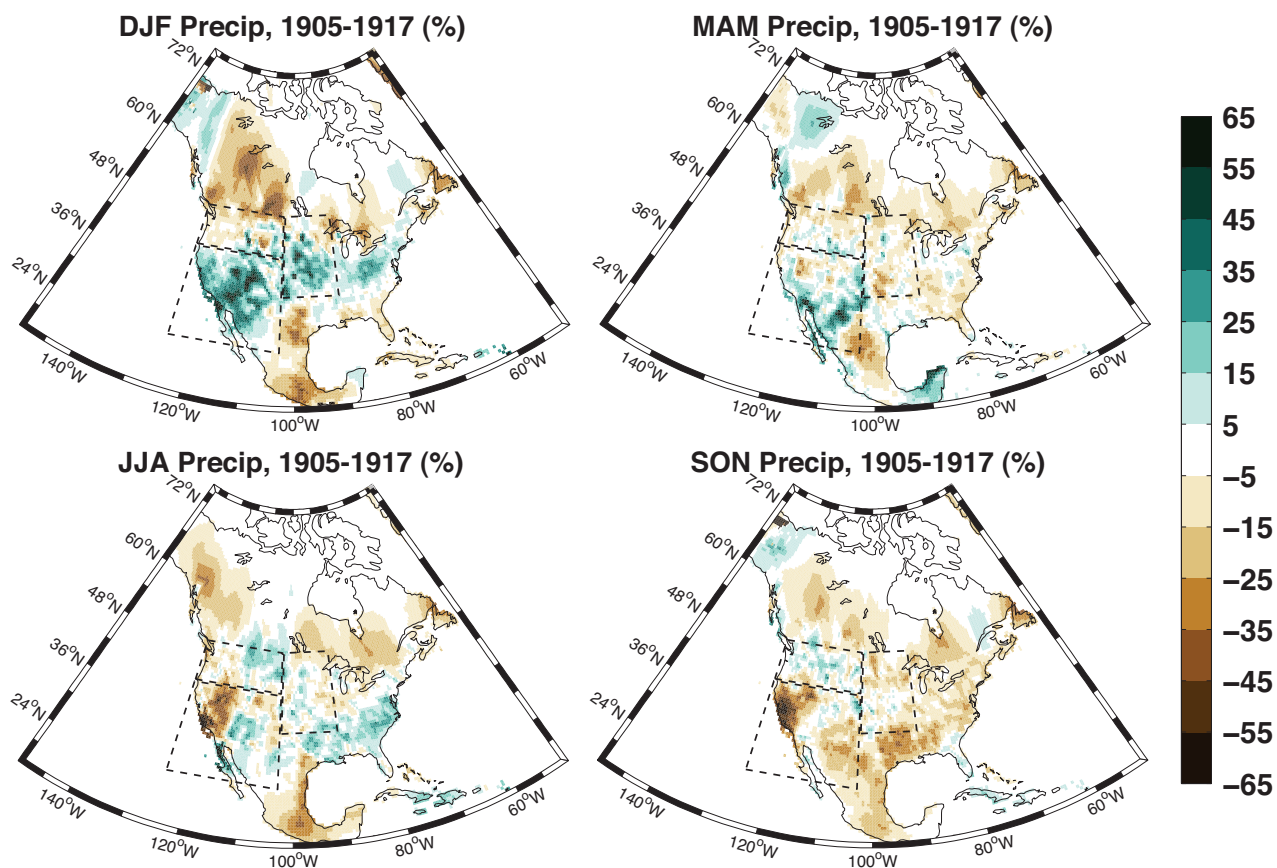 DJF Precip, 1905-1917 (%)
72°N
60°N
48°N
36°N
24°N
140°W
120°W
100°W
80°W
60°W
MAM Precip, 1905-1917 (%)
72°N
60°N
48°N
36°N
24°N
140°W
120°W
100°W
80°W
60°W
JJA Precip, 1905-1917 (%)
72°N
60°N
48°N
36°N
24°N
140°W
120°W
100°W
80°W
60°W
SON Precip, 1905-1917 (%)
72°N
60°N
48°N
36°N
24°N
140°W
120°W
100°W
80°W
60°W
65
55
45
35
25
15
5
−5
−15
−25
−35
−45
−55
−65